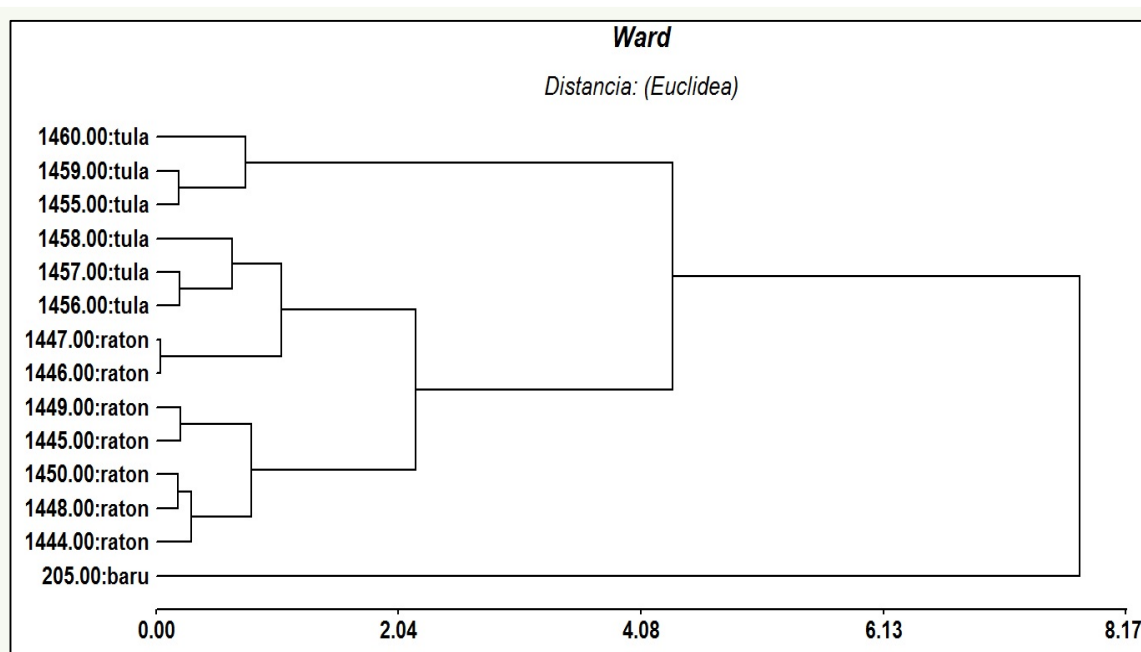 Ward
Distancia: (Euclidea)
1460.00:tula
1459.00:tula
1455.00:tula
1458.00:tula
1457.00:tula
1456.00:tula
1447.00:raton
1446.00:raton
1449.00:raton
1445.00:raton
1450.00:raton
1448.00:raton
1444.00:raton
205.00:baru
0.00 2.04 4.08 6.13 8.17